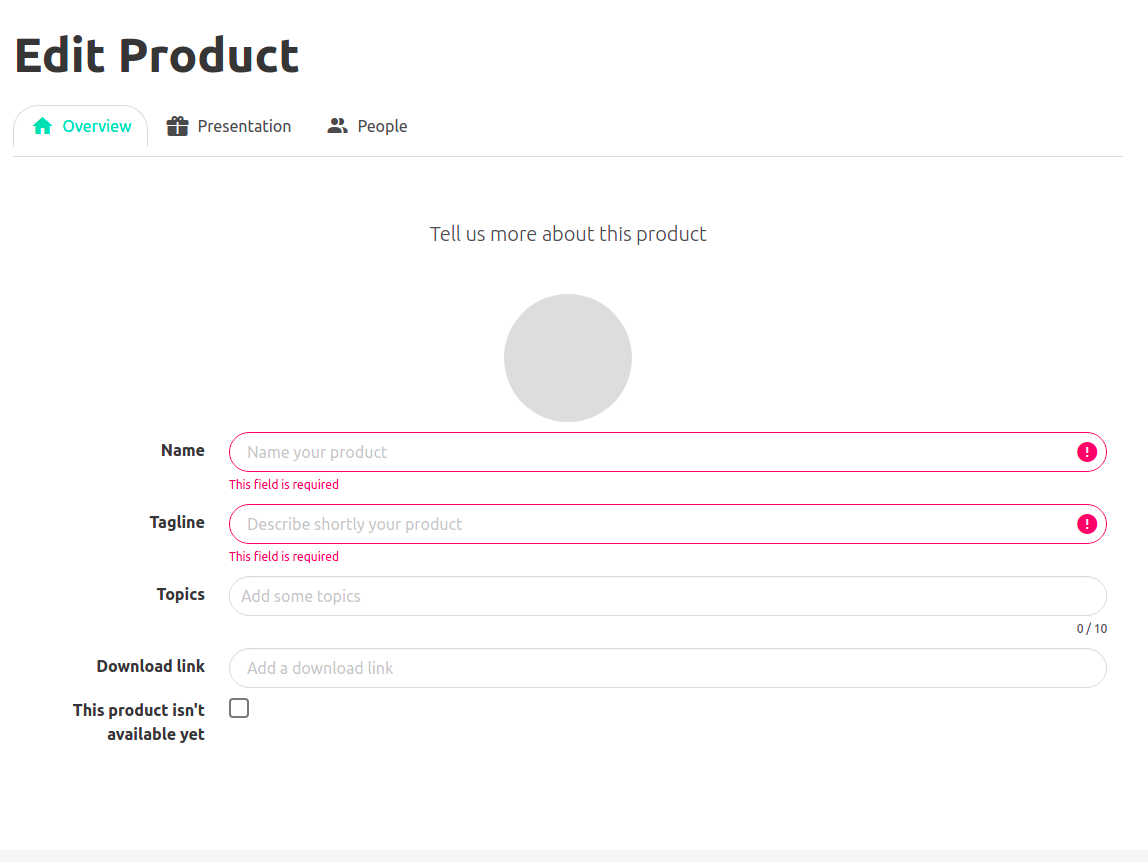 Edit Product
Overview
Presentation
People
Tell us more about this product
Name
Name your product
This field is required
Tagline
Describe shortly your product
This field is required
Topics
Add some topics
0 / 10
Download link
Add a download link
This product isn't
available yet